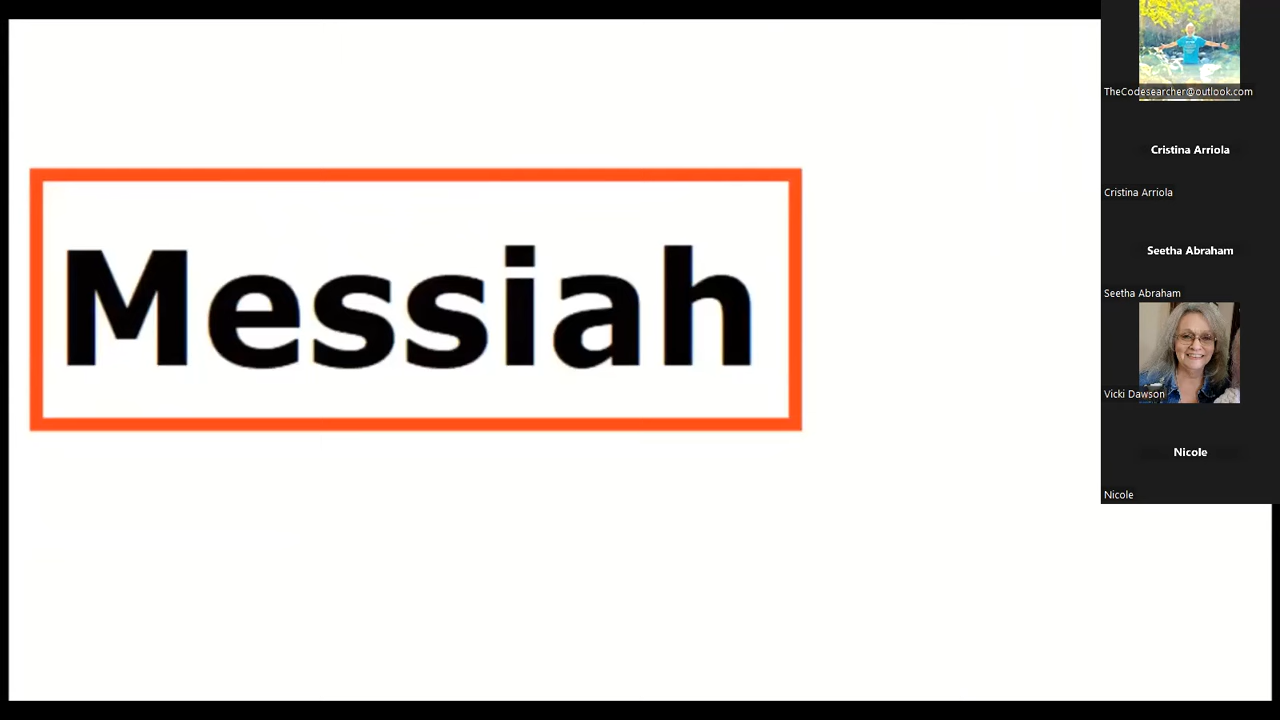 Messiah
TheCodesearcher@outlook.com
Cristina Arriola
Cristina Arriola
Seetha Abraham
Seetha Abraham
Vicki Dawson
Nicole
Nicole